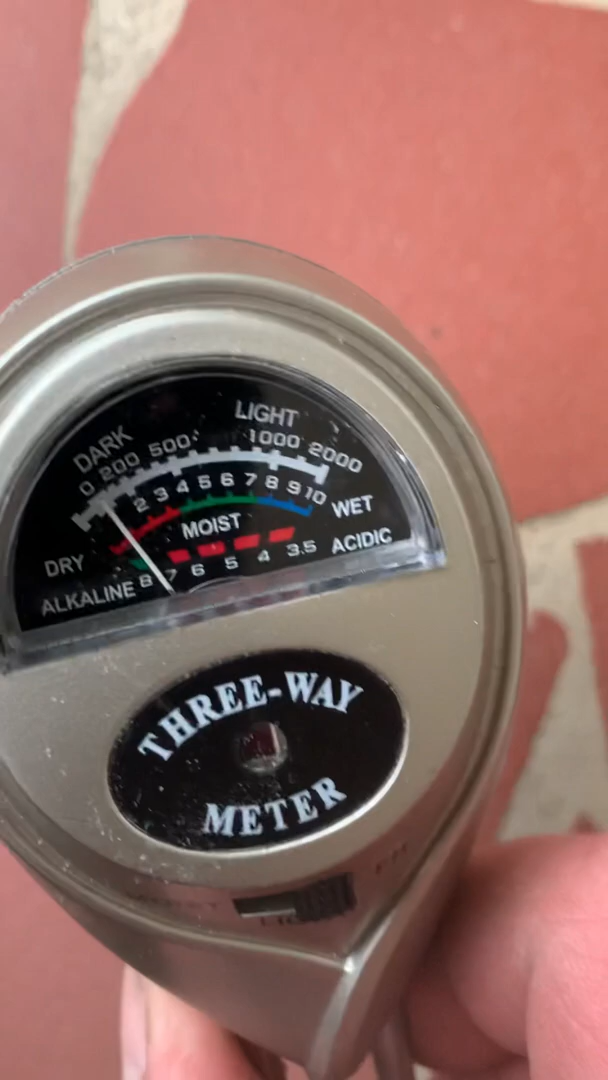 DARK LIGHT
0 200 500 1000 2000
2 3 4 5 6 7 8 9 10
DRY MOIST WET
8 7 6 5 4 3.5
ALKALINE ACIDIC
THREE-WAY
METER
PH